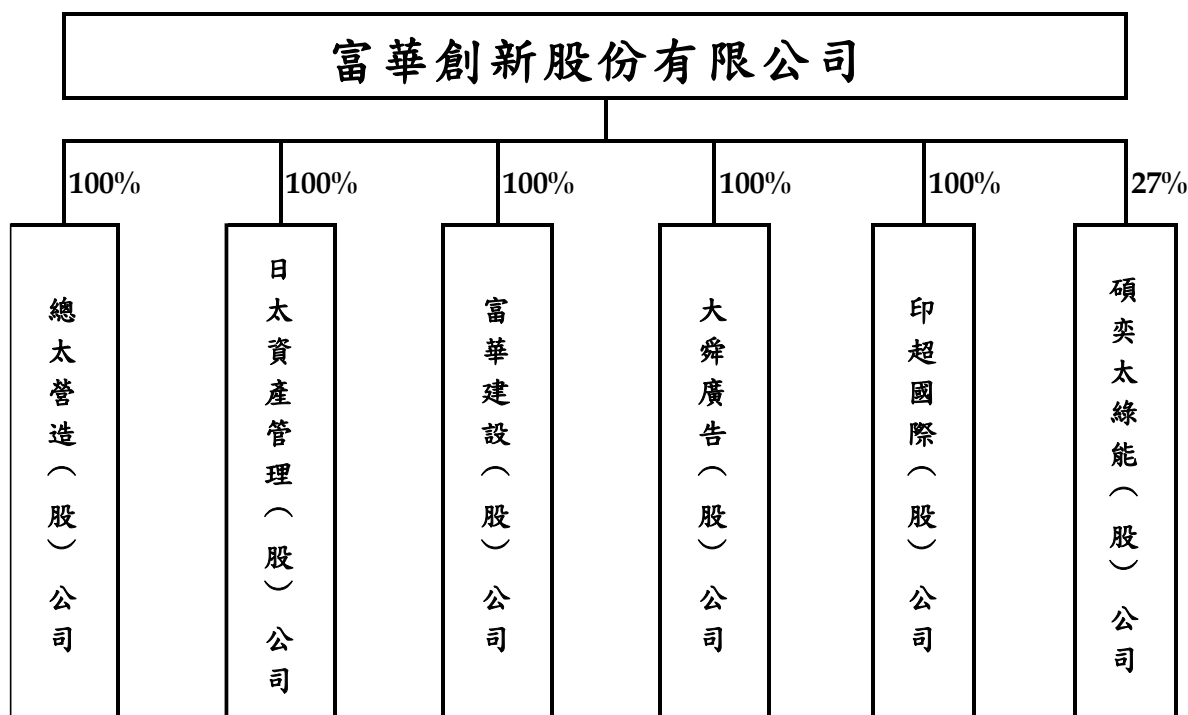 富華創新股份有限公司
100%
100%
100%
100%
100%
27%
總太營造(股)公司
日太資產管理(股)公司
富華建設(股)公司
大舜廣告(股)公司
印超國際(股)公司
碩奕太綠能(股)公司